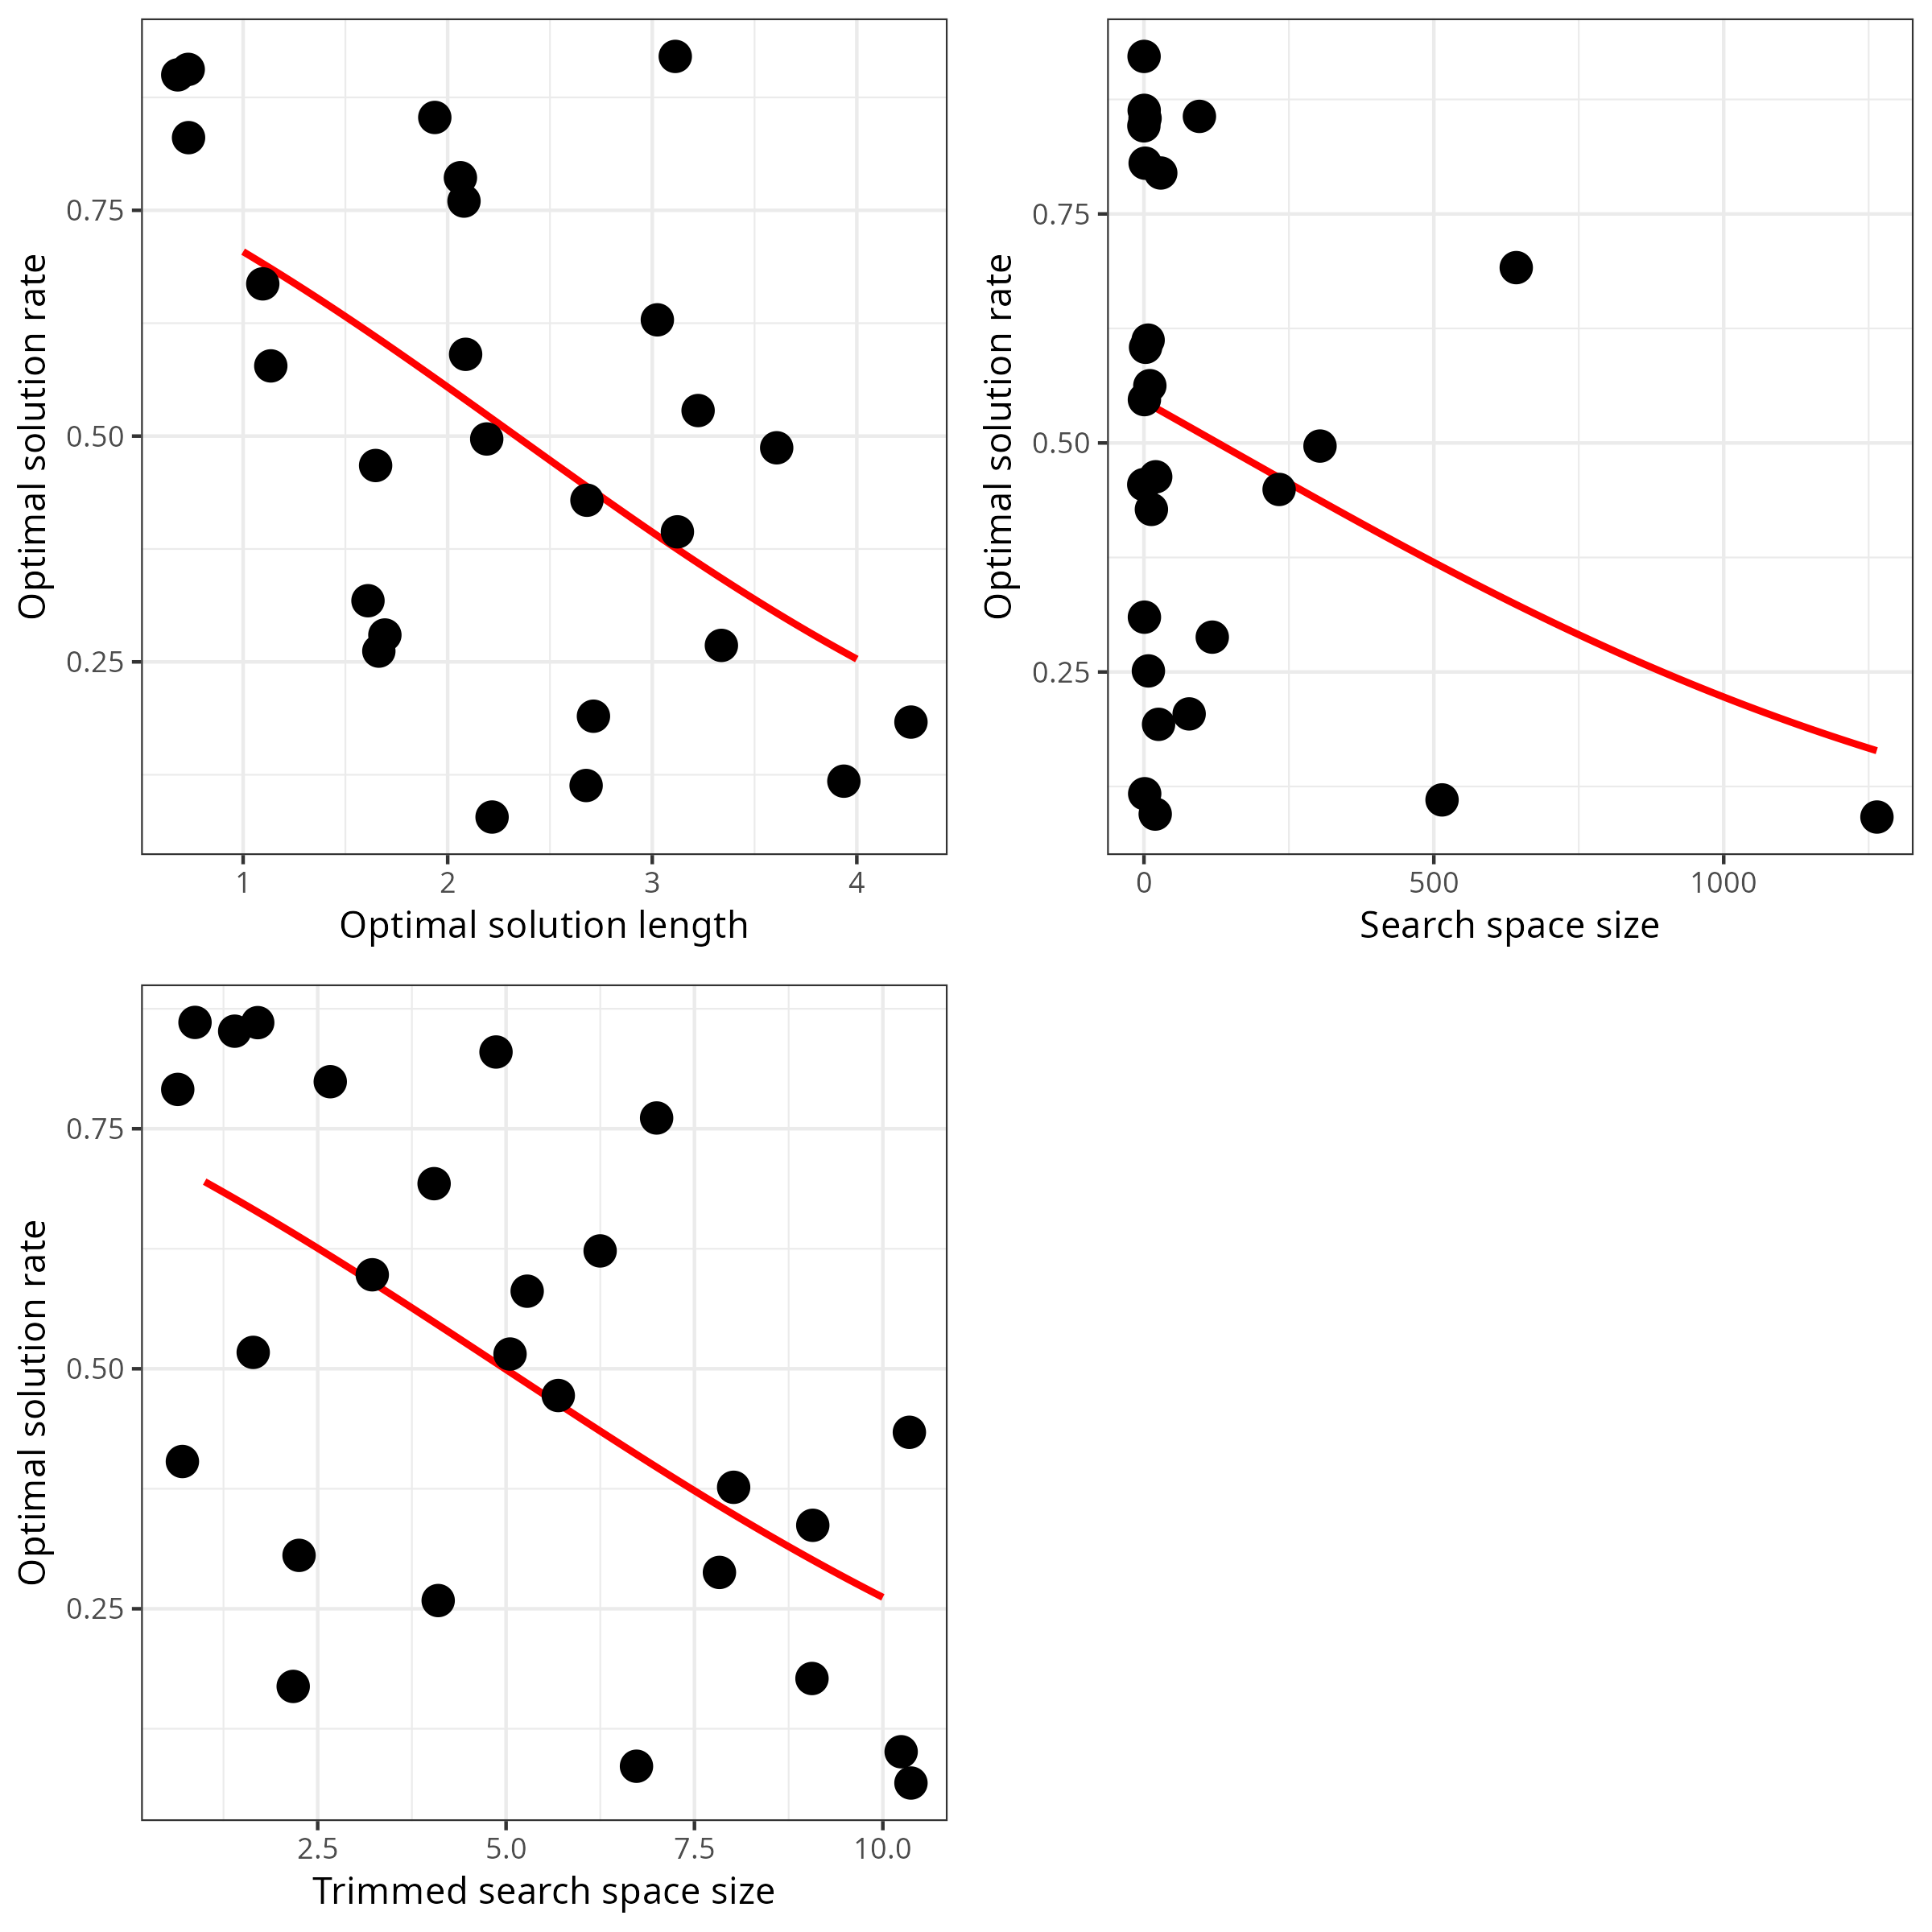 Optimal solution rate
0.75
0.50
0.25
1 2 3 4
Optimal solution length
Optimal solution rate
0.75
0.50
0.25
0 500 1000
Search space size
Optimal solution rate
0.75
0.50
0.25
2.5 5.0 7.5 10.0
Trimmed search space size